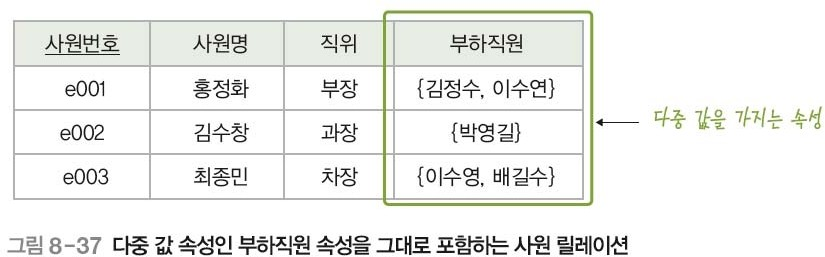 사원번호 사원명 직위 부하직원
e001 홍정화 부장 {김정수, 이수연}
e002 김수창 과장 {박영길}
e003 최종민 차장 {이수영, 배길수}
다중 값을 가지는 속성
그림 8-37 다중 값 속성인 부하직원 속성을 그대로 포함하는 사원 릴레이션